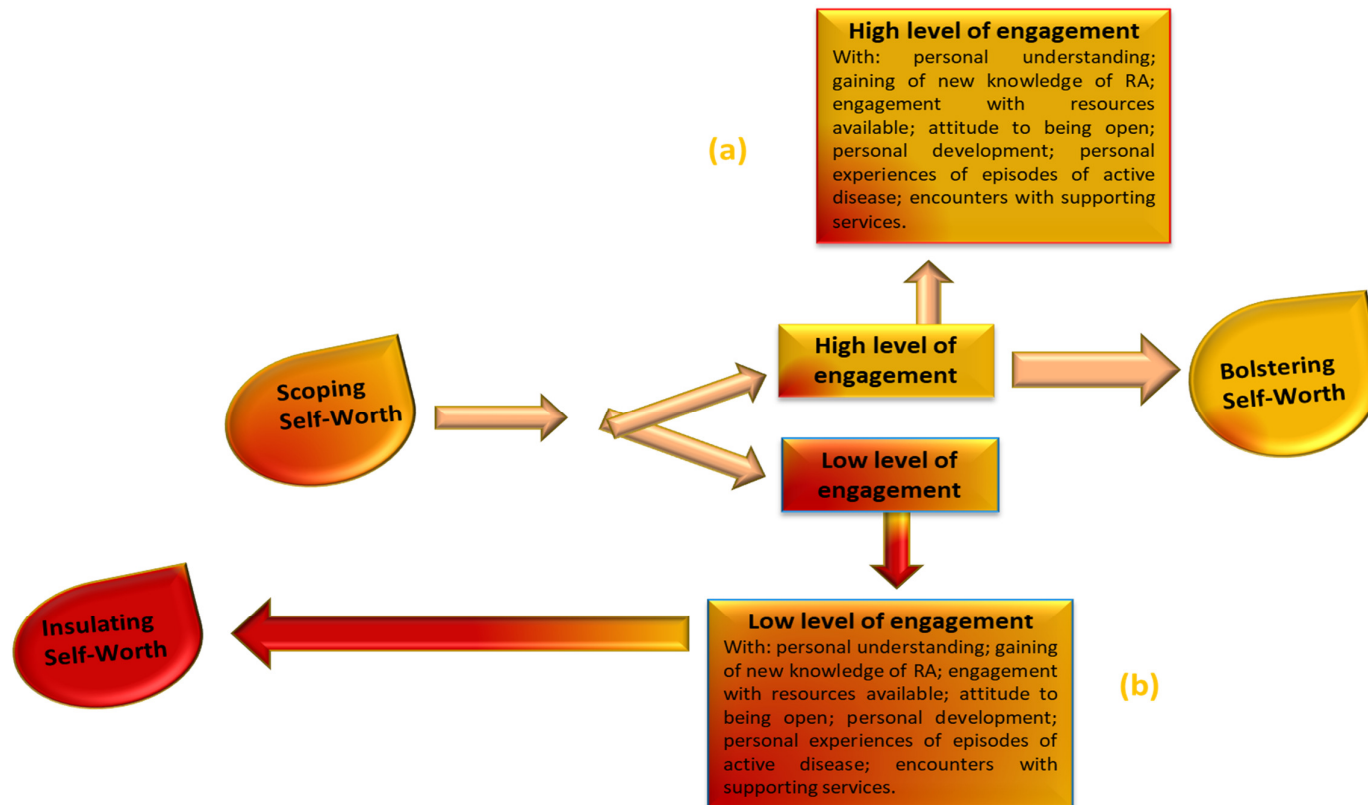 High level of engagement
With: personal understanding;
gaining of new knowledge of RA;
engagement with resources
available; attitude to being open;
personal development; personal
experiences of episodes of active
disease; encounters with supporting
services.
(a)
High level of
engagement
Bolstering
Self-Worth
Scoping
Self-Worth
Low level of
engagement
Insulating
Self-Worth
Low level of engagement
With: personal understanding; gaining
of new knowledge of RA; engagement
with resources available; attitude to
being open; personal development;
personal experiences of episodes of
active disease; encounters with
supporting services.
(b)